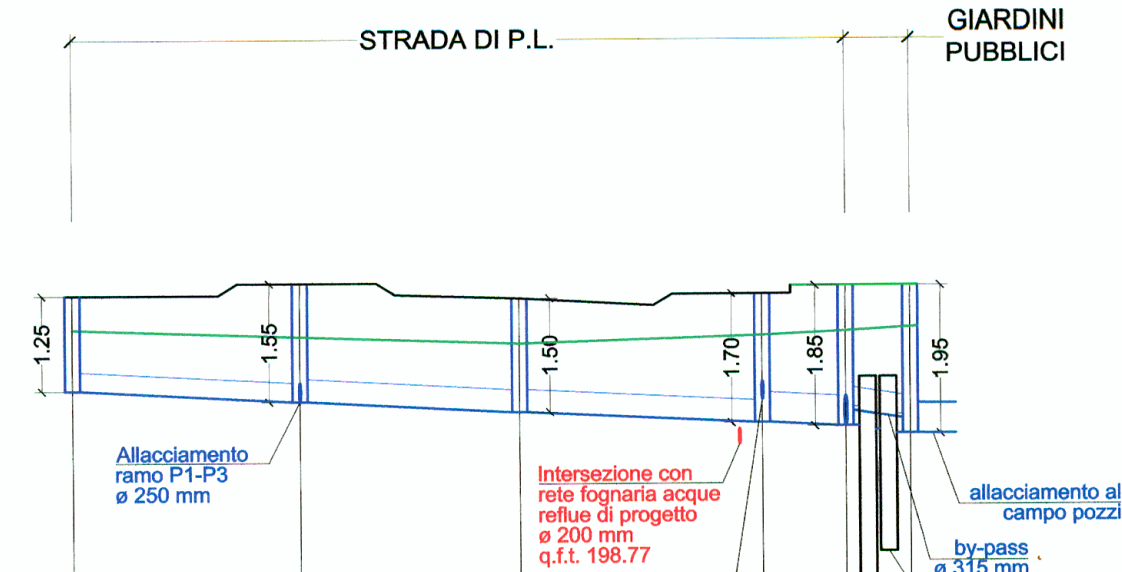 STRADA DI P.L.
GIARDINI
PUBBLICI
1.25
1.55
1.50
1.70
1.85
1.95
Allacciamento
ramo P1-P3
ø 250 mm
Intersezione con
rete fognaria acque
reflue di progetto
ø 200 mm
q.f.t. 198.77
allacciamento al
campo pozzi
by-pass
ø 315 mm